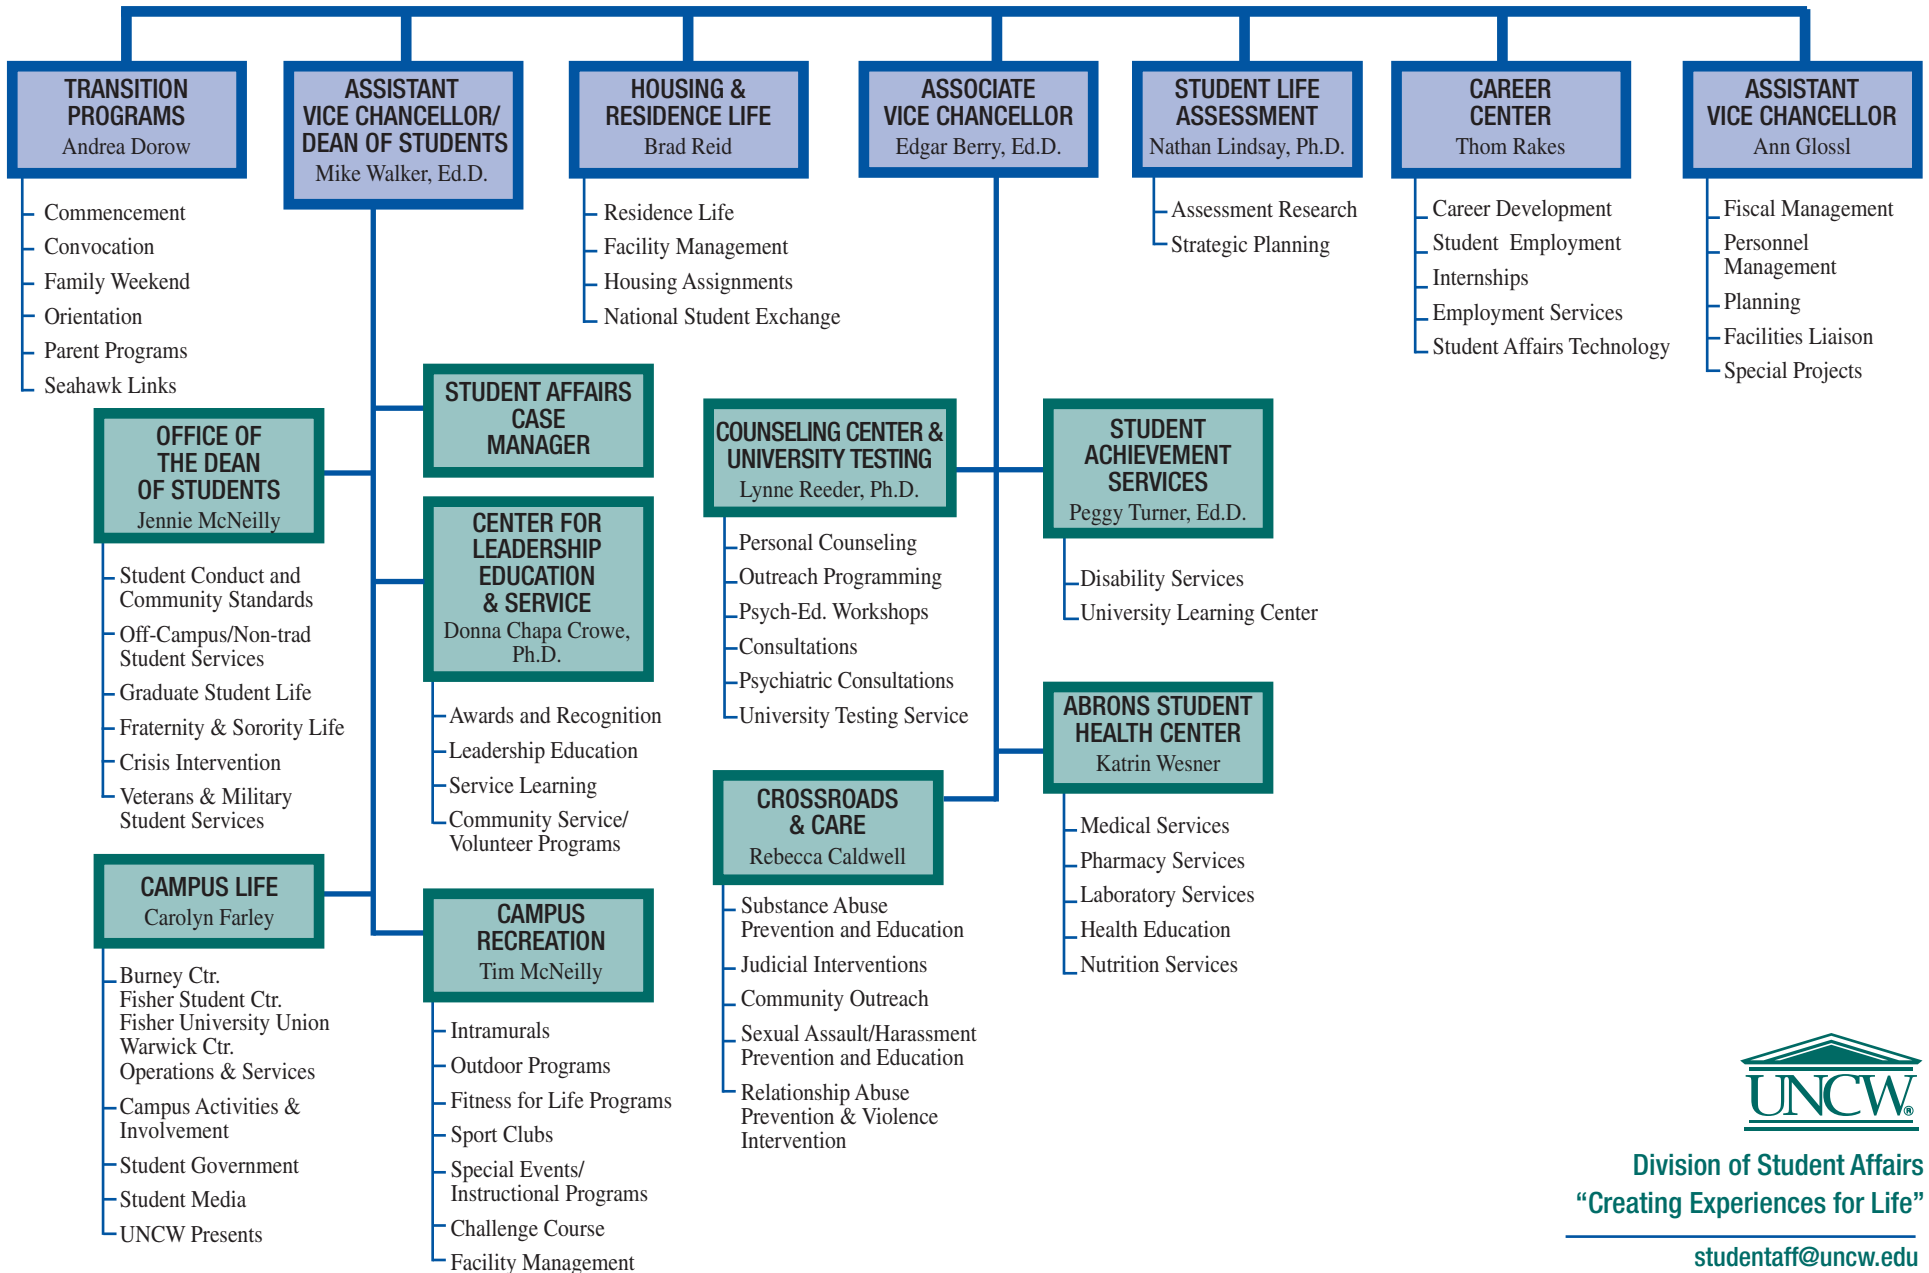 TRANSITION
PROGRAMS
Andrea Dorow
Commencement
Convocation
Family Weekend
Orientation
Parent Programs
Seahawk Links
ASSISTANT
VICE CHANCELLOR/
DEAN OF STUDENTS
Mike Walker, Ed.D.
OFFICE OF
THE DEAN
OF STUDENTS
Jennie McNeilly
Student Conduct and
Community Standards
Off-Campus/Non-trad
Student Services
Graduate Student Life
Fraternity & Sorority Life
Crisis Intervention
Veterans & Military
Student Services
CAMPUS LIFE
Carolyn Farley
Burney Ctr.
Fisher Student Ctr.
Fisher University Union
Warwick Ctr.
Operations & Services
Campus Activities &
Involvement
Student Government
Student Media
UNCW Presents
STUDENT AFFAIRS
CASE
MANAGER
CENTER FOR
LEADERSHIP
EDUCATION
& SERVICE
Donna Chapa Crowe,
Ph.D.
Awards and Recognition
Leadership Education
Service Learning
Community Service/
Volunteer Programs
CAMPUS
RECREATION
Tim McNeilly
Intramurals
Outdoor Programs
Fitness for Life Programs
Sport Clubs
Special Events/
Instructional Programs
Challenge Course
Facility Management
HOUSING &
RESIDENCE LIFE
Brad Reid
Residence Life
Facility Management
Housing Assignments
National Student Exchange
ASSOCIATE
VICE CHANCELLOR
Edgar Berry, Ed.D.
COUNSELING CENTER &
UNIVERSITY TESTING
Lynne Reeder, Ph.D.
Personal Counseling
Outreach Programming
Psych-Ed. Workshops
Consultations
Psychiatric Consultations
University Testing Service
CROSSROADS
& CARE
Rebecca Caldwell
Substance Abuse
Prevention and Education
Judicial Interventions
Community Outreach
Sexual Assault/Harassment
Prevention and Education
Relationship Abuse
Prevention & Violence
Intervention
STUDENT
ACHIEVEMENT
SERVICES
Peggy Turner, Ed.D.
Disability Services
University Learning Center
ABRONS STUDENT
HEALTH CENTER
Katrin Wesner
Medical Services
Pharmacy Services
Laboratory Services
Health Education
Nutrition Services
STUDENT LIFE
ASSESSMENT
Nathan Lindsay, Ph.D.
Assessment Research
Strategic Planning
CAREER
CENTER
Thom Rakes
Career Development
Student Employment
Internships
Employment Services
Student Affairs Technology
ASSISTANT
VICE CHANCELLOR
Ann Glossl
Fiscal Management
Personnel
Management
Planning
Facilities Liaison
Special Projects
UNCW®
Division of Student Affairs
“Creating Experiences for Life”
studentaff@uncw.edu